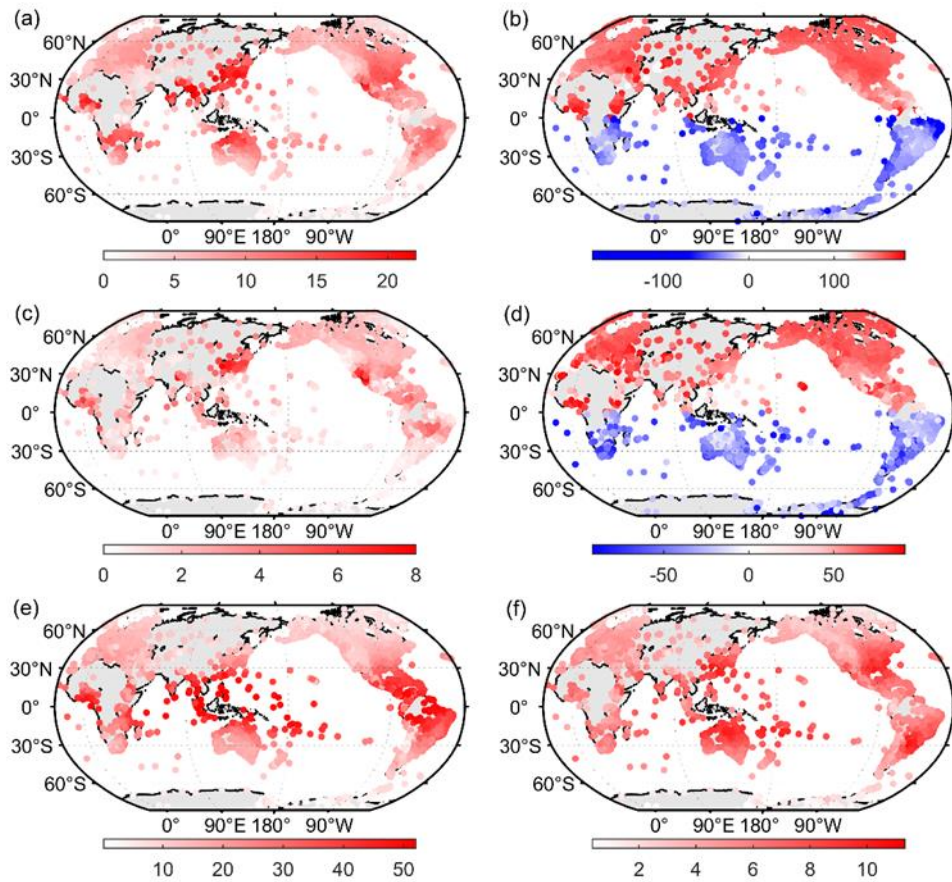 (a) (b)
60°N 60°N
30°N 30°N
0° 0°
30°S 30°S
60°S 60°S
0° 90°E 180° 90°W 0° 90°E 180° 90°W
0 5 10 15 20 -100 0 100
(c) (d)
60°N 60°N
30°N 30°N
0° 0°
30°S 30°S
60°S 60°S
0° 90°E 180° 90°W 0° 90°E 180° 90°W
0 2 4 6 8 -50 0 50
(e) (f)
60°N 60°N
30°N 30°N
0° 0°
30°S 30°S
60°S 60°S
0° 90°E 180° 90°W 0° 90°E 180° 90°W
10 20 30 40 50 2 4 6 8 10